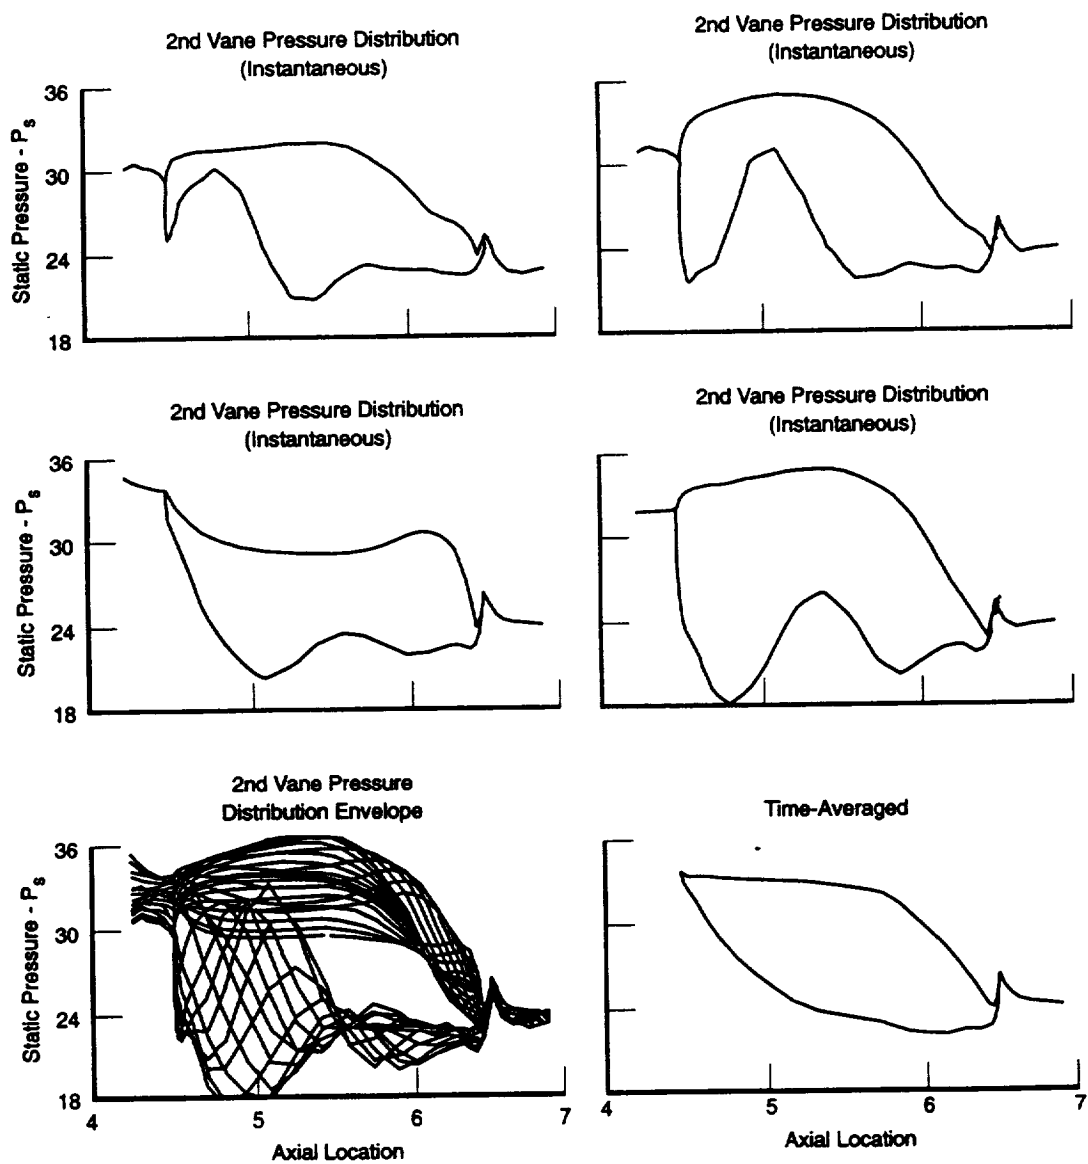 2nd Vane Pressure Distribution
(Instantaneous)
36
30
24
18
Static Pressure - Ps
2nd Vane Pressure Distribution
(Instantaneous)
2nd Vane Pressure Distribution
(Instantaneous)
36
30
24
18
Static Pressure - Ps
2nd Vane Pressure Distribution
(Instantaneous)
2nd Vane Pressure
Distribution Envelope
36
30
24
18
Static Pressure - Ps
4 5 6 7
Axial Location
Time-Averaged
4 5 6 7
Axial Location